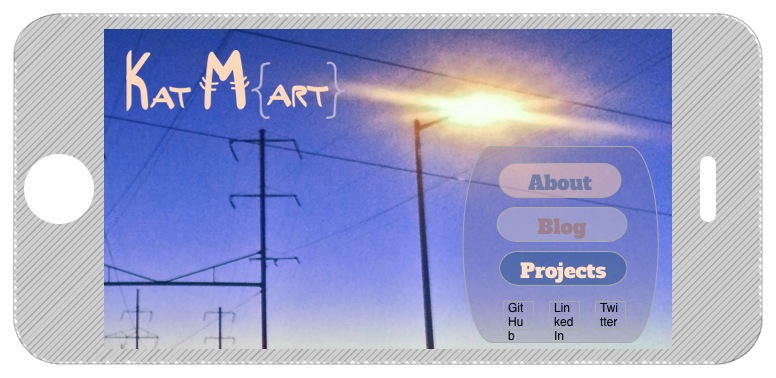 Kat M{art}
About
Blog
Projects
Git Lin Twi
Hu ked tter
b In